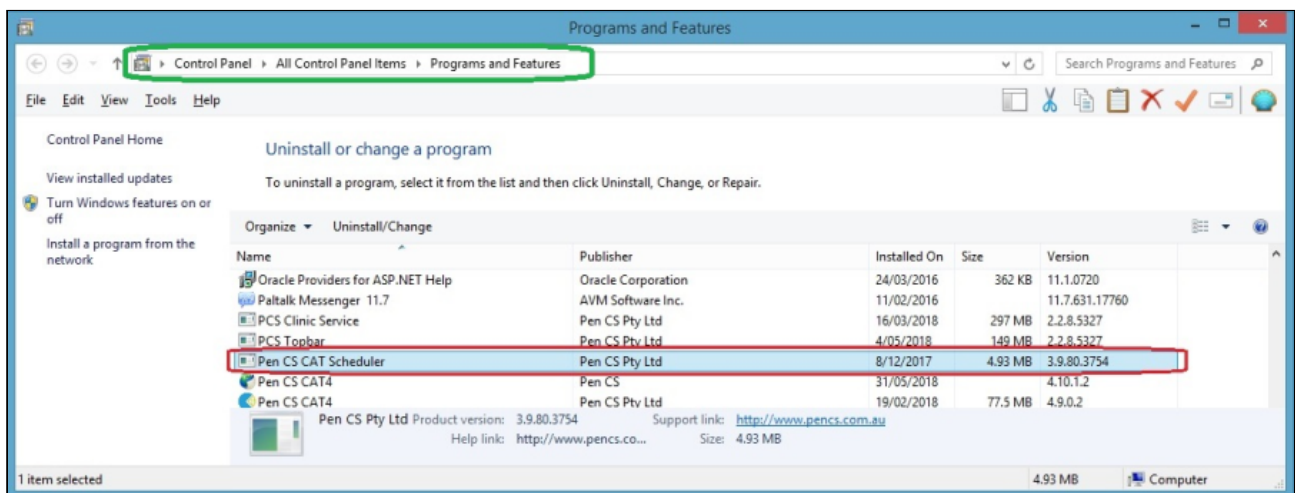 Programs and Features
Control Panel All Control Panel Items Programs and Features
Search Programs and Features
File Edit View Tools Help
Control Panel Home
View installed updates
Turn Windows features on or off
Install a program from the network
Uninstall or change a program
To uninstall a program, select it from the list and then click Uninstall, Change, or Repair.
Organize Uninstall/Change
Name Publisher Installed On Size Version
Oracle Providers for ASP.NET Help Oracle Corporation 24/03/2016 362 KB 11.1.0720
Paltalk Messenger 11.7 AVM Software Inc. 11/02/2016 11.7.631.17760
PCS Clinic Service Pen CS Pty Ltd 16/03/2018 297 MB 2.2.8.5327
PCS Topbar Pen CS Pty Ltd 4/05/2018 149 MB 2.2.8.5327
Pen CS CAT Scheduler Pen CS Pty Ltd 8/12/2017 4.93 MB 3.9.80.3754
Pen CS CAT4 Pen CS 31/05/2018 4.10.1.2
Pen CS CAT4 Pen CS Pty Ltd 19/02/2018 77.5 MB 4.9.0.2
Pen CS Pty Ltd Product version: 3.9.80.3754 Support link: http://www.pencs.com.au
Help link: http://www.pencs.co... Size: 4.93 MB
1 item selected 4.93 MB Computer